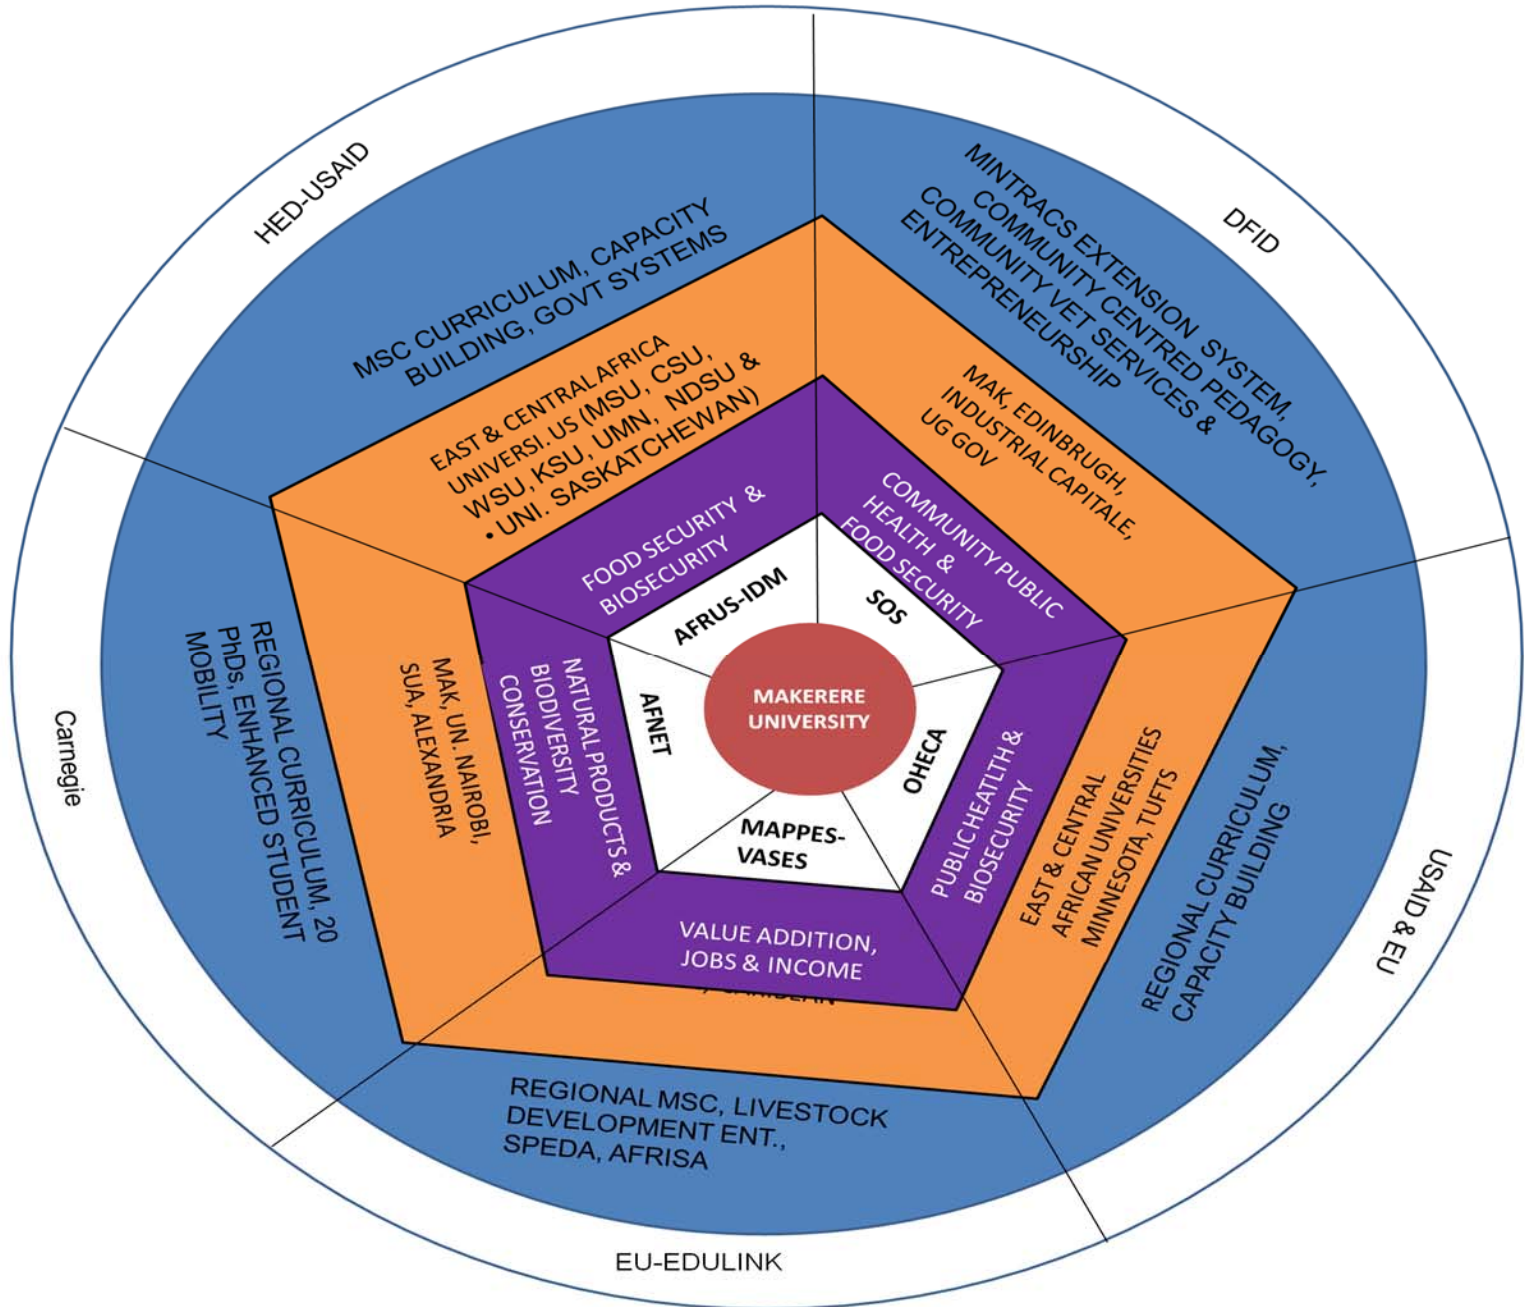 HED-USAID
MSC CURRICULUM, CAPACITY
BUILDING, GOVT SYSTEMS
EAST & CENTRAL AFRICA
UNIVERSI. US (MSU, CSU,
WSU, KSU, UMN, NDSU &
• UNI. SASKATCHEWAN)
FOOD SECURITY &
BIOSECURITY
AFRUS-IDM
DFID
MINTRACS EXTENSION SYSTEM,
COMMUNITY CENTRED PEDAGOGY,
COMMUNITY VET SERVICES &
ENTREPRENEURSHIP
MAK, EDINBRUGH,
INDUSTRIAL CAPITALE,
UG GOV
COMMUNITY PUBLIC
HEALTH &
FOOD SECURITY
SOS
MAKERERE
UNIVERSITY
USAID & EU
REGIONAL CURRICULUM,
CAPACITY BUILDING
EAST & CENTRAL
AFRICAN UNIVERSITIES
MINNESOTA, TUFTS
PUBLIC HEATLTH &
BIOSECURITY
OHECA
MAPPES-
VASES
VALUE ADDITION,
JOBS & INCOME
REGIONAL MSC, LIVESTOCK
DEVELOPMENT ENT.,
SPEDA, AFRISA
EU-EDULINK
Carnegie
REGIONAL CURRICULUM, 20
PhDs, ENHANCED STUDENT
MOBILITY
MAK, UN. NAIROBI,
SUA, ALEXANDRIA
NATURAL PRODUCTS &
BIODIVERSITY
CONSERVATION
AFNET